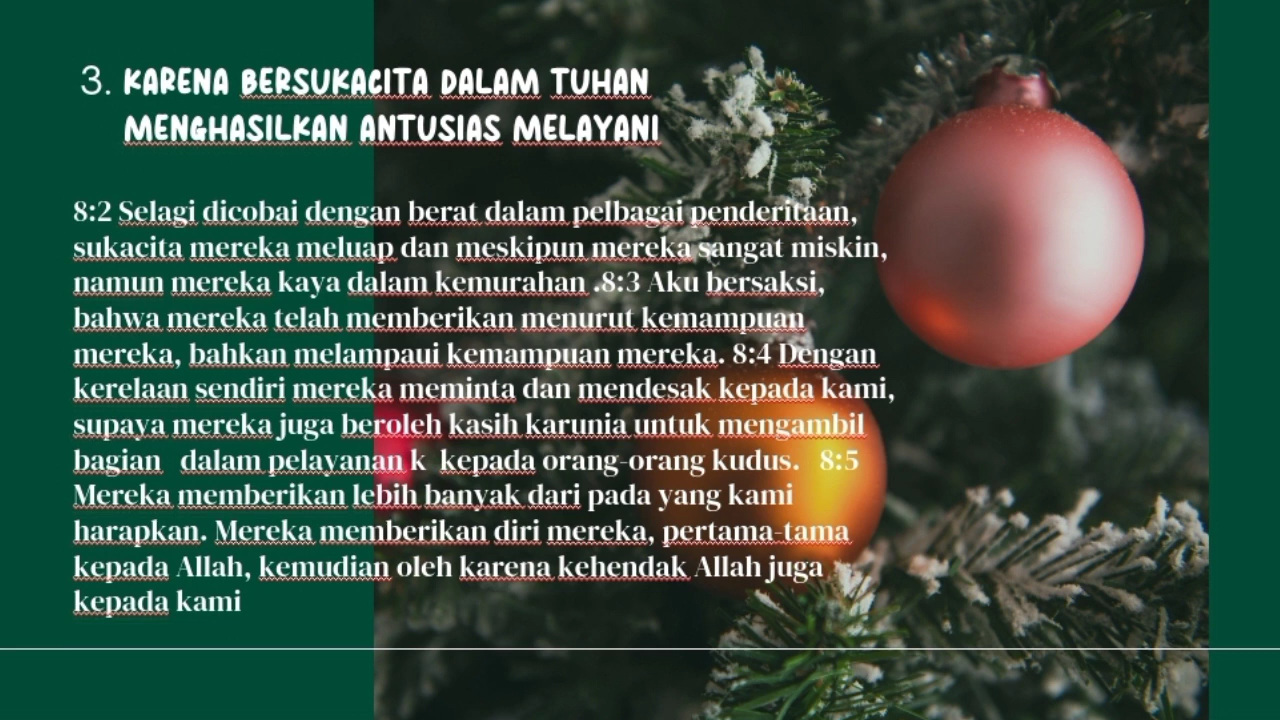 3. KARENA BERSUKACITA DALAM TUHAN
MENGHASILKAN ANTUSIAS MELAYANI
8:2 Selagi dicobai dengan berat dalam pelbagai penderitaan,
sukacita mereka meluap dan meskipun mereka sangat miskin,
namun mereka kaya dalam kemurahan .8:3 Aku bersaksi,
bahwa mereka telah memberikan menurut kemampuan
mereka, bahkan melampaui kemampuan mereka. 8:4 Dengan
kerelaan sendiri mereka meminta dan mendesak kepada kami,
supaya mereka juga beroleh kasih karunia untuk mengambil
bagian dalam pelayanan k kepada orang-orang kudus. 8:5
Mereka memberikan lebih banyak dari pada yang kami
harapkan. Mereka memberikan diri mereka, pertama-tama
kepada Allah, kemudian oleh karena kehendak Allah juga
kepada kami